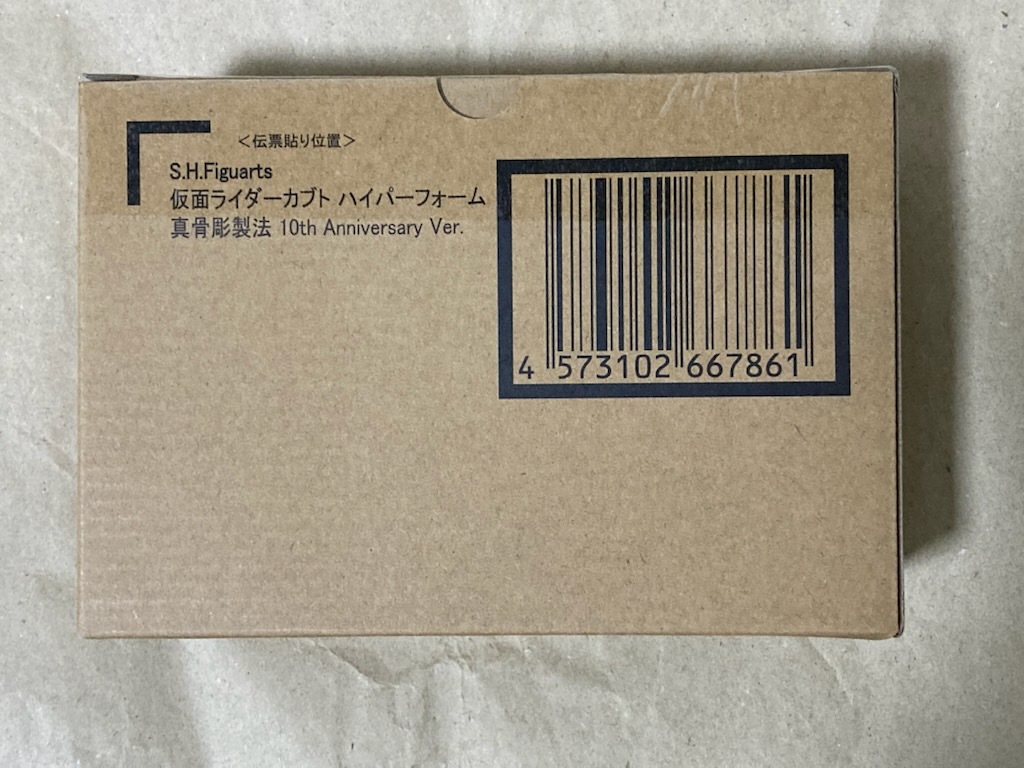 ＜伝票貼り位置＞
S.H.Figuarts
仮面ライダーカブト ハイパーフォーム
真骨彫製法 10th Anniversary Ver.
4 573102 667861